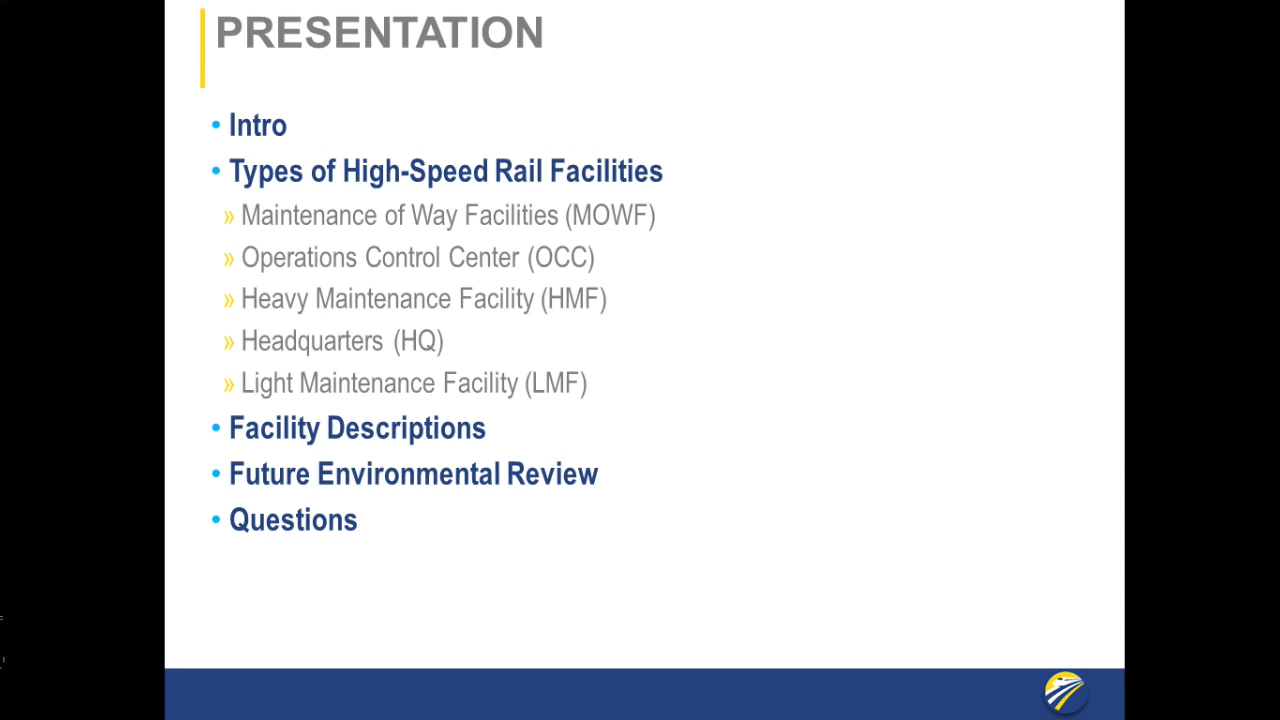 PRESENTATION
• Intro
• Types of High-Speed Rail Facilities
» Maintenance of Way Facilities (MOWF)
» Operations Control Center (OCC)
» Heavy Maintenance Facility (HMF)
» Headquarters (HQ)
» Light Maintenance Facility (LMF)
• Facility Descriptions
• Future Environmental Review
• Questions